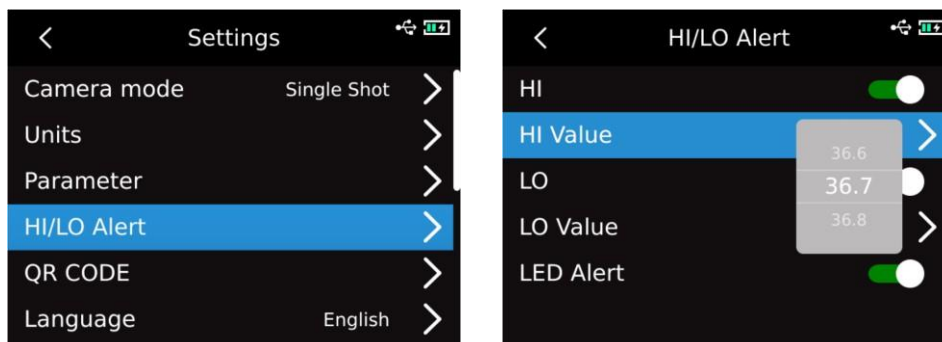 Settings
Camera mode Single Shot
Units
Parameter
HI/LO Alert
QR CODE
Language English
HI/LO Alert
HI
HI Value
36.6
LO
36.7
LO Value
36.8
LED Alert